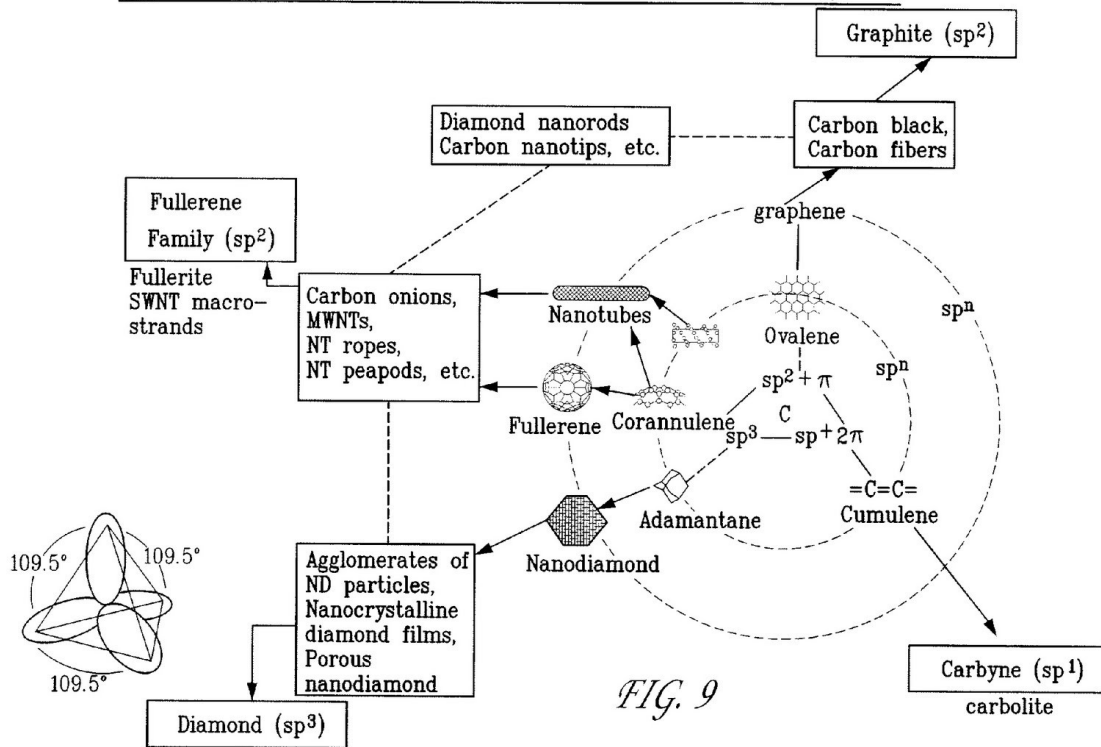 Graphite (sp²)
Diamond nanorods
Carbon nanotips, etc.
Carbon black,
Carbon fibers
Fullerene
Family (sp²)
Fullerite
SWNT macro-
strands
graphene
Carbon onions,
MWNTs,
NT ropes,
NT peapods, etc.
Nanotubes
Ovalene
spⁿ
spⁿ
sp² + π
C
sp³ — sp + 2π
Fullerene
Corannulene
=C=C=
Cumulene
Adamantane
Nanodiamond
109.5°
109.5°
109.5°
Agglomerates of
ND particles,
Nanocrystalline
diamond films,
Porous
nanodiamond
Diamond (sp³)
Carbyne (sp¹)
carbolite
FIG. 9